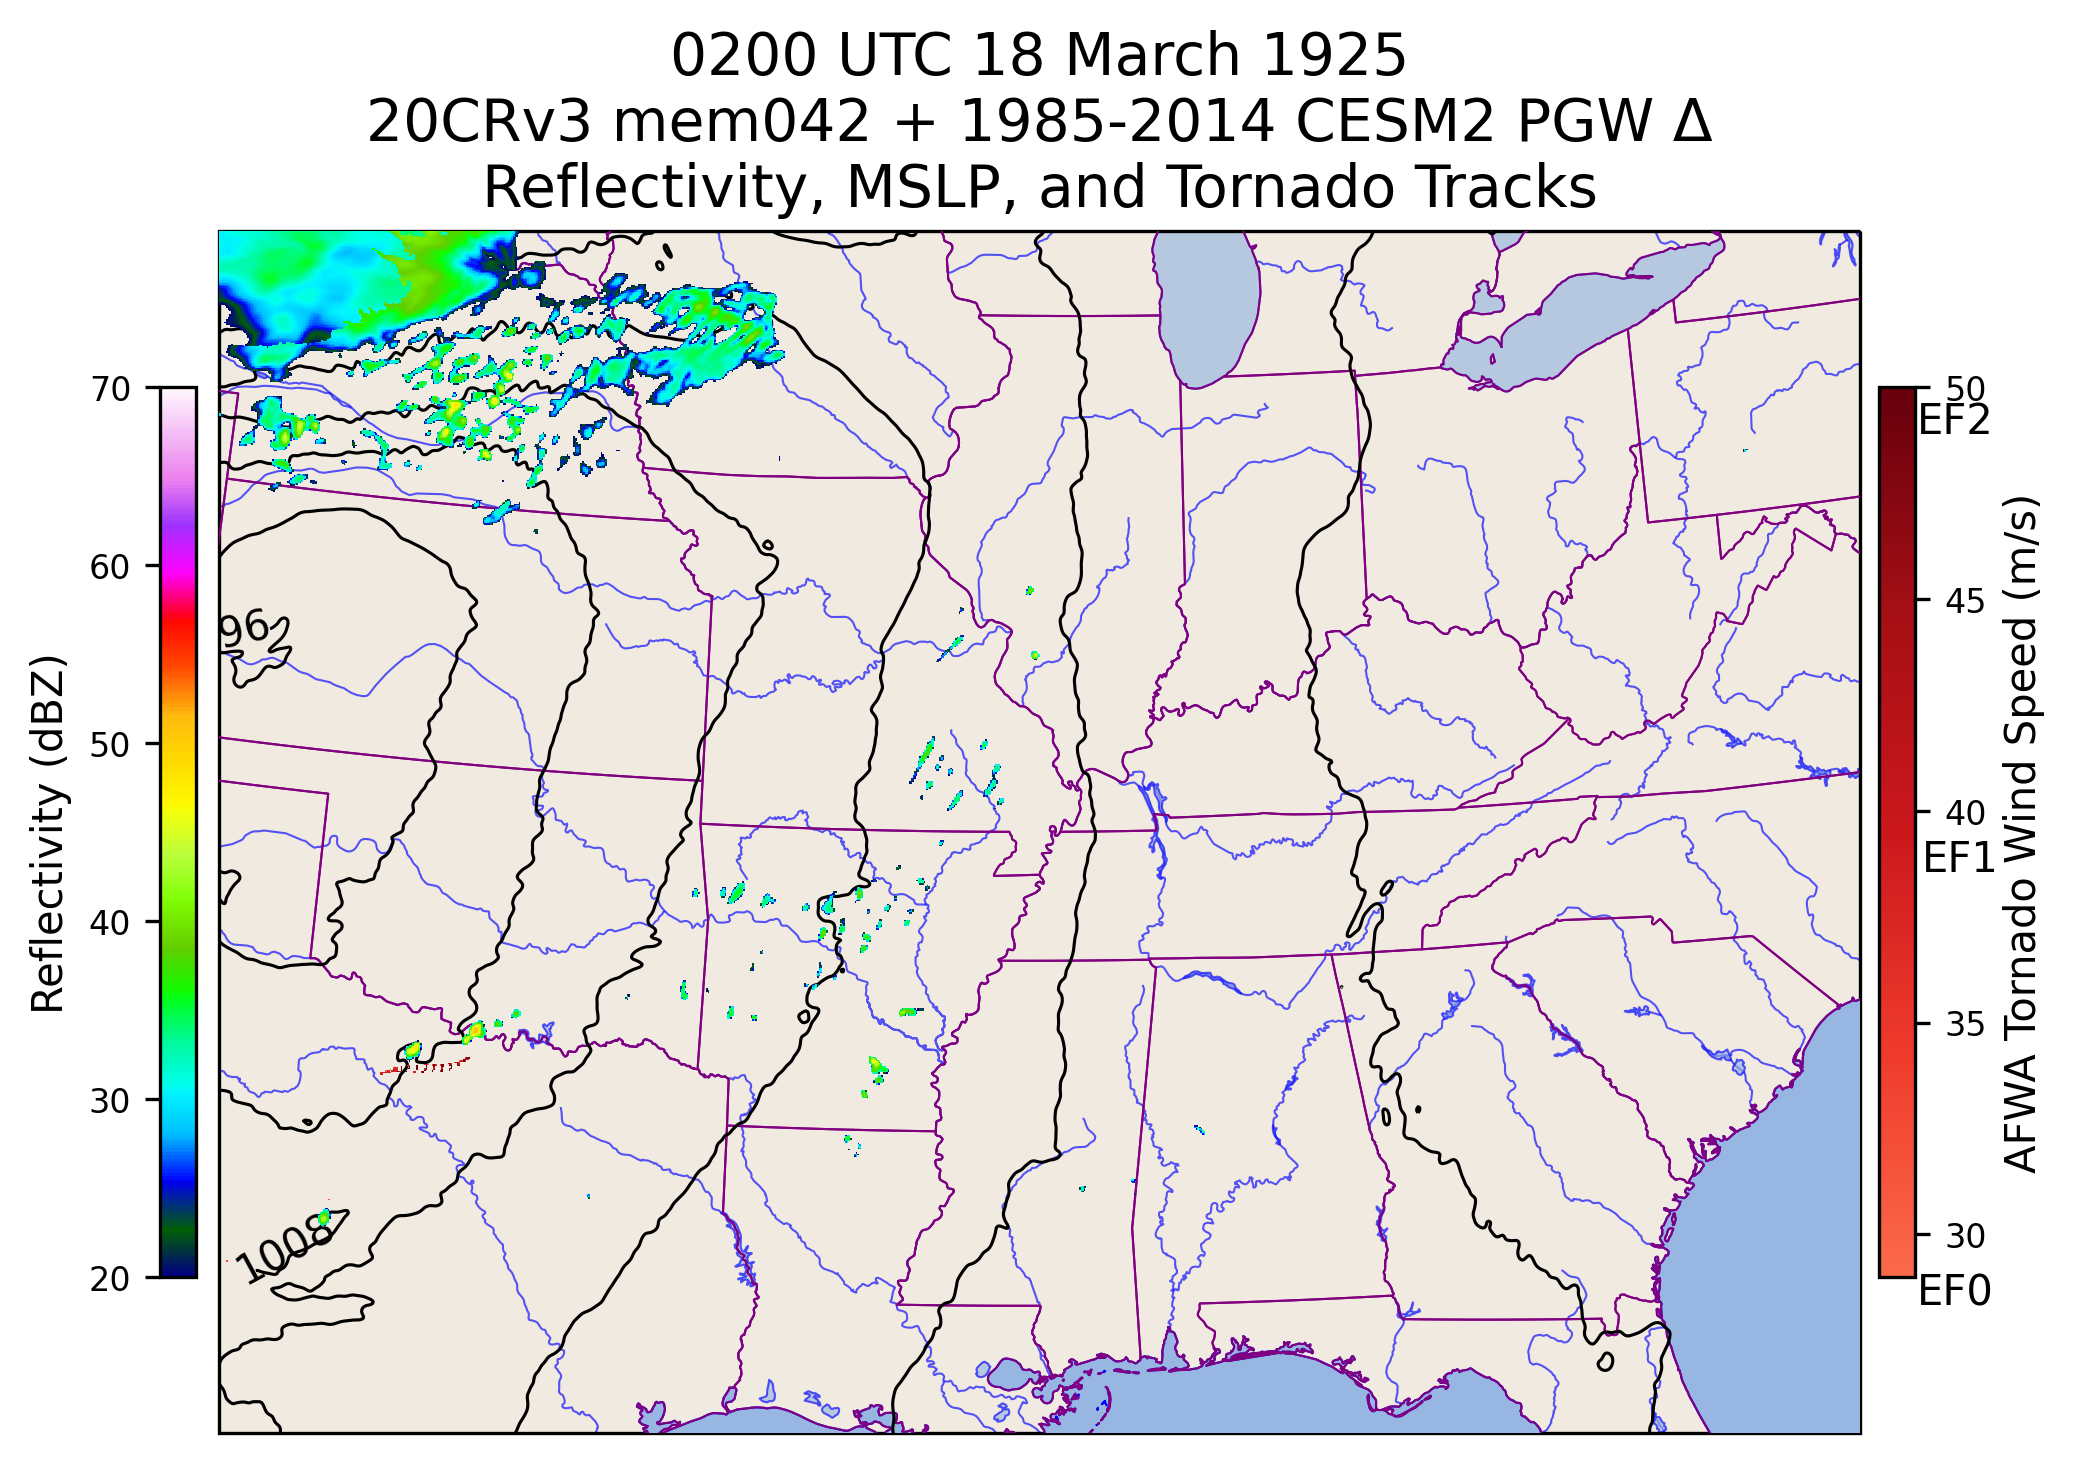 0200 UTC 18 March 1925
20CRv3 mem042 + 1985-2014 CESM2 PGW Δ
Reflectivity, MSLP, and Tornado Tracks
70
60
50
40
30
20
Reflectivity (dBZ)
96
1008
50
EF2
45
40
EF1
35
30
EF0
AFWA Tornado Wind Speed (m/s)